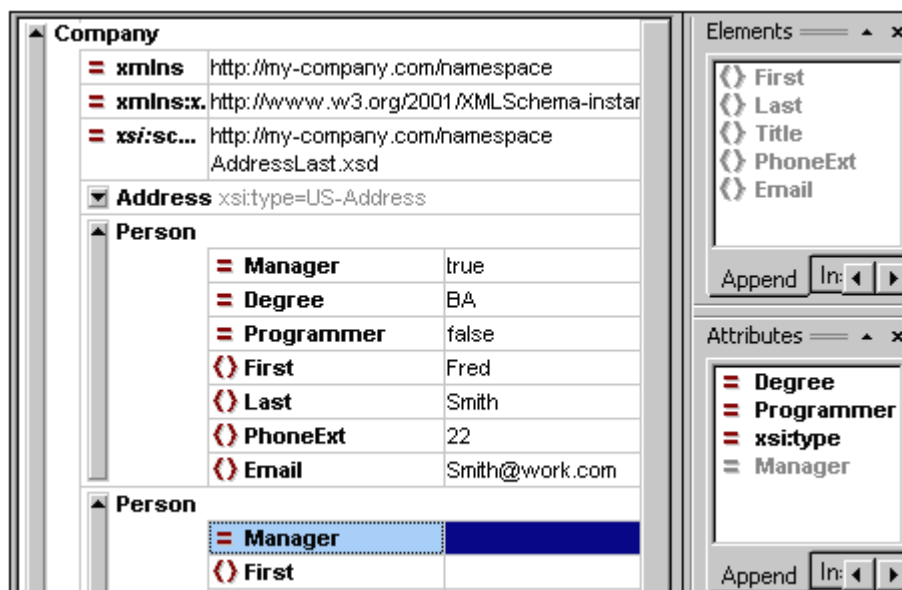 Company
xmlns http://my-company.com/namespace
xmlns:x. http://www.w3.org/2001/XMLSchema-instar
xsi:sc... http://my-company.com/namespace
AddressLast.xsd
Address xsi:type=US-Address
Person
= Manager true
= Degree BA
= Programmer false
() First Fred
() Last Smith
() PhoneExt 22
() Email Smith@work.com
Person
= Manager
() First
Elements
() First
() Last
() Title
() PhoneExt
() Email
Append In:
Attributes
= Degree
= Programmer
= xsi:type
= Manager
Append In: